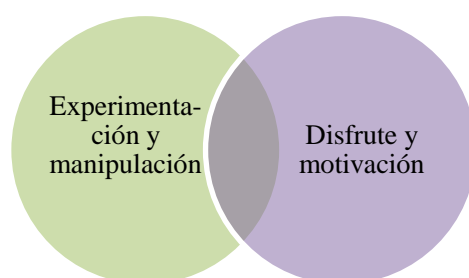 Experimenta-
ción y
manipulación
Disfrute y
motivación